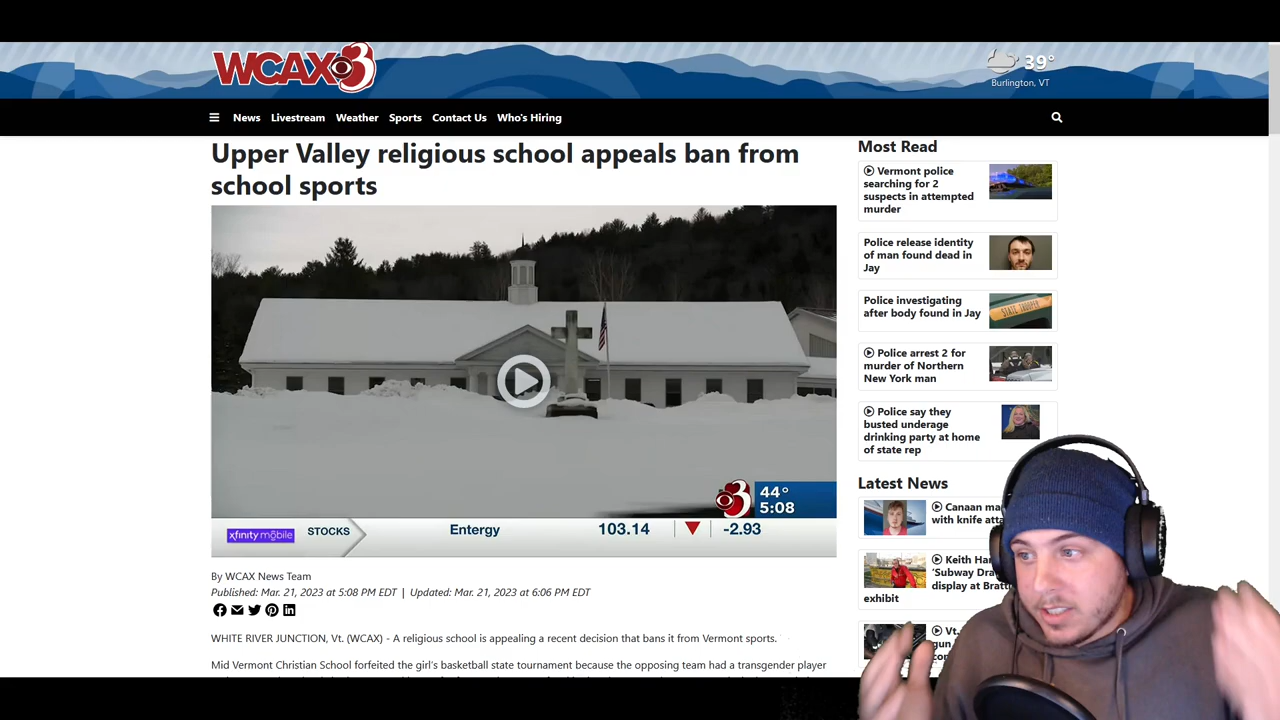 WCAX 3
39°
Burlington, VT
News Livestream Weather Sports Contact Us Who's Hiring
Upper Valley religious school appeals ban from
school sports
3 44°
5:08
xfinity mobile STOCKS Entergy 103.14 -2.93
By WCAX News Team
Published: Mar. 21, 2023 at 5:08 PM EDT | Updated: Mar. 21, 2023 at 6:06 PM EDT
WHITE RIVER JUNCTION, Vt. (WCAX) - A religious school is appealing a recent decision that bans it from Vermont sports.
Mid Vermont Christian School forfeited the girl's basketball state tournament because the opposing team had a transgender player
Most Read
Vermont police
searching for 2
suspects in attempted
murder
Police release identity
of man found dead in
Jay
Police investigating
after body found in Jay
STATE TROOPER
Police arrest 2 for
murder of Northern
New York man
Police say they
busted underage
drinking party at home
of state rep
Latest News
Canaan
with knife
Keith
'Subway
display at
exhibit
Vt.
gun